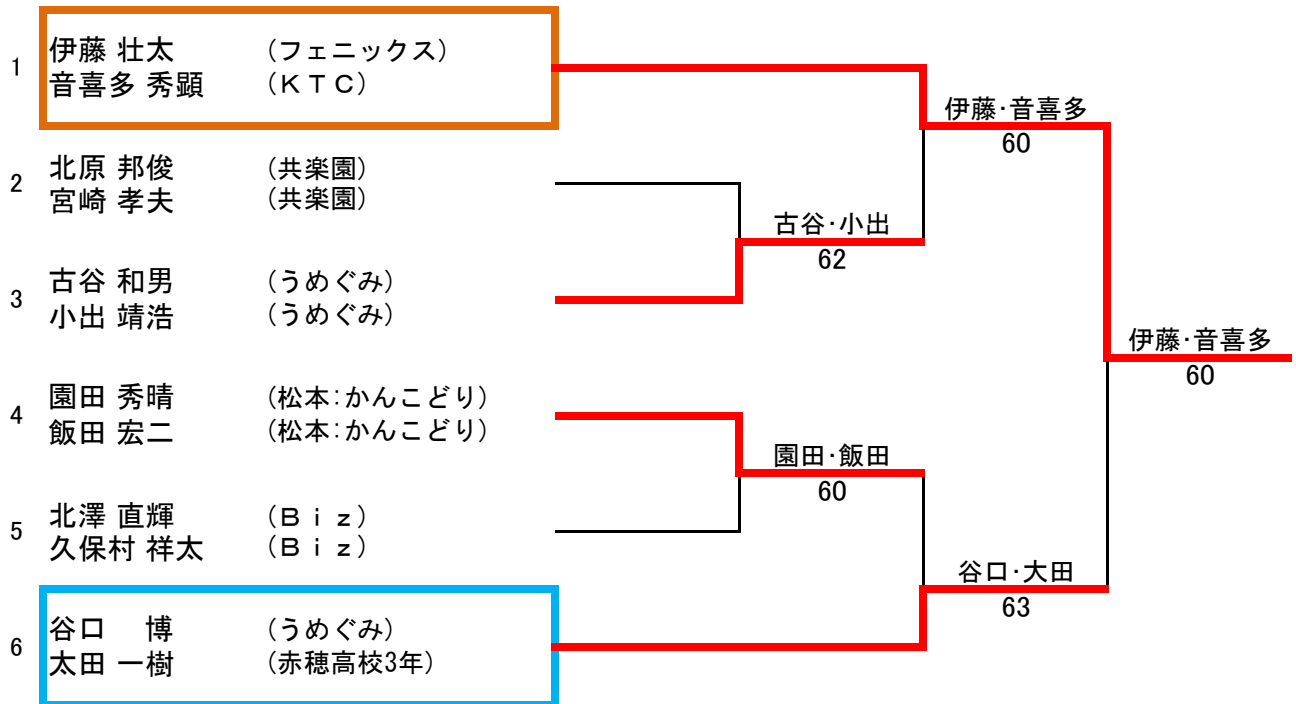 1
伊藤 壮太 (フェニックス)
音喜多 秀顕 (KTC)
2
北原 邦俊 (共楽園)
宮崎 孝夫 (共楽園)
3
古谷 和男 (うめぐみ)
小出 靖浩 (うめぐみ)
4
園田 秀晴 (松本:かんこどり)
飯田 宏二 (松本:かんこどり)
5
北澤 直輝 (Biz)
久保村 祥太 (Biz)
6
谷口 博 (うめぐみ)
太田 一樹 (赤穂高校3年)
古谷・小出
62
園田・飯田
60
伊藤・音喜多
60
谷口・大田
63
伊藤・音喜多
60